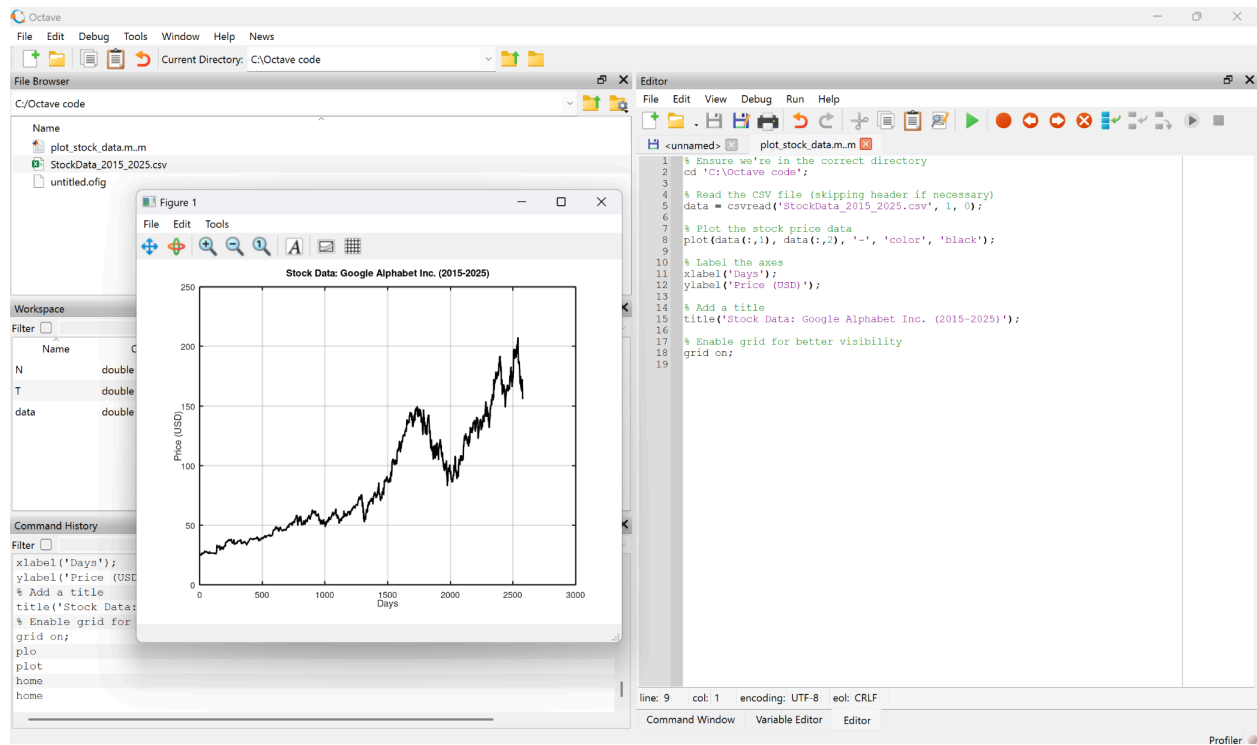 Octave
File Edit Debug Tools Window Help News
Current Directory: C:\Octave code
File Browser
C:/Octave code
Name
plot_stock_data.m..m
StockData_2015_2025.csv
untitled.ofig
Workspace
Filter
Name C
N double
T double
data double
Command History
Filter
xlabel('Days');
ylabel('Price (USD
% Add a title
title('Stock Data:
% Enable grid for
grid on;
plo
plot
home
home
Figure 1
File Edit Tools
1 A
Stock Data: Google Alphabet Inc. (2015-2025)
250
200
150
100
50
0
Price (USD)
0 500 1000 1500 2000 2500 3000
Days
Editor
File Edit View Debug Run Help
<unnamed> plot_stock_data.m..m
1 % Ensure we're in the correct directory
2 cd 'C:\Octave code';
3
4 % Read the CSV file (skipping header if necessary)
5 data = csvread('StockData_2015_2025.csv', 1, 0);
6
7 % Plot the stock price data
8 plot(data(:,1), data(:,2), '-', 'color', 'black');
9
10 % Label the axes
11 xlabel('Days');
12 ylabel('Price (USD)');
13
14 % Add a title
15 title('Stock Data: Google Alphabet Inc. (2015-2025)');
16
17 % Enable grid for better visibility
18 grid on;
19
line: 9 col: 1 encoding: UTF-8 eol: CRLF
Command Window Variable Editor Editor
Profiler